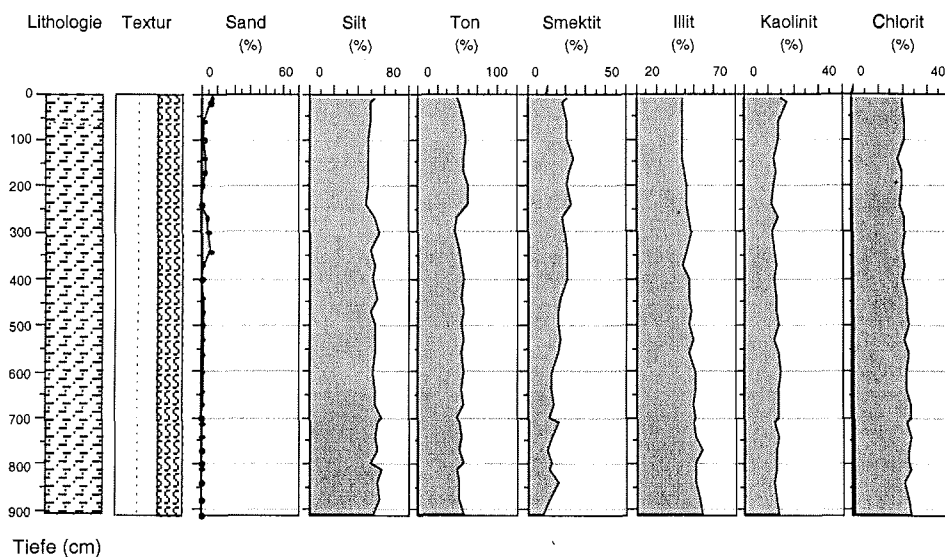 Lithologie Textur Sand Silt Ton Smektit Illit Kaolinit Chlorit
(%) (%) (%) (%) (%) (%) (%)
0 60 0 80 0 100 0 50 20 70 0 40 0 40
0
100
200
300
400
500
600
700
800
900
Tiefe (cm)